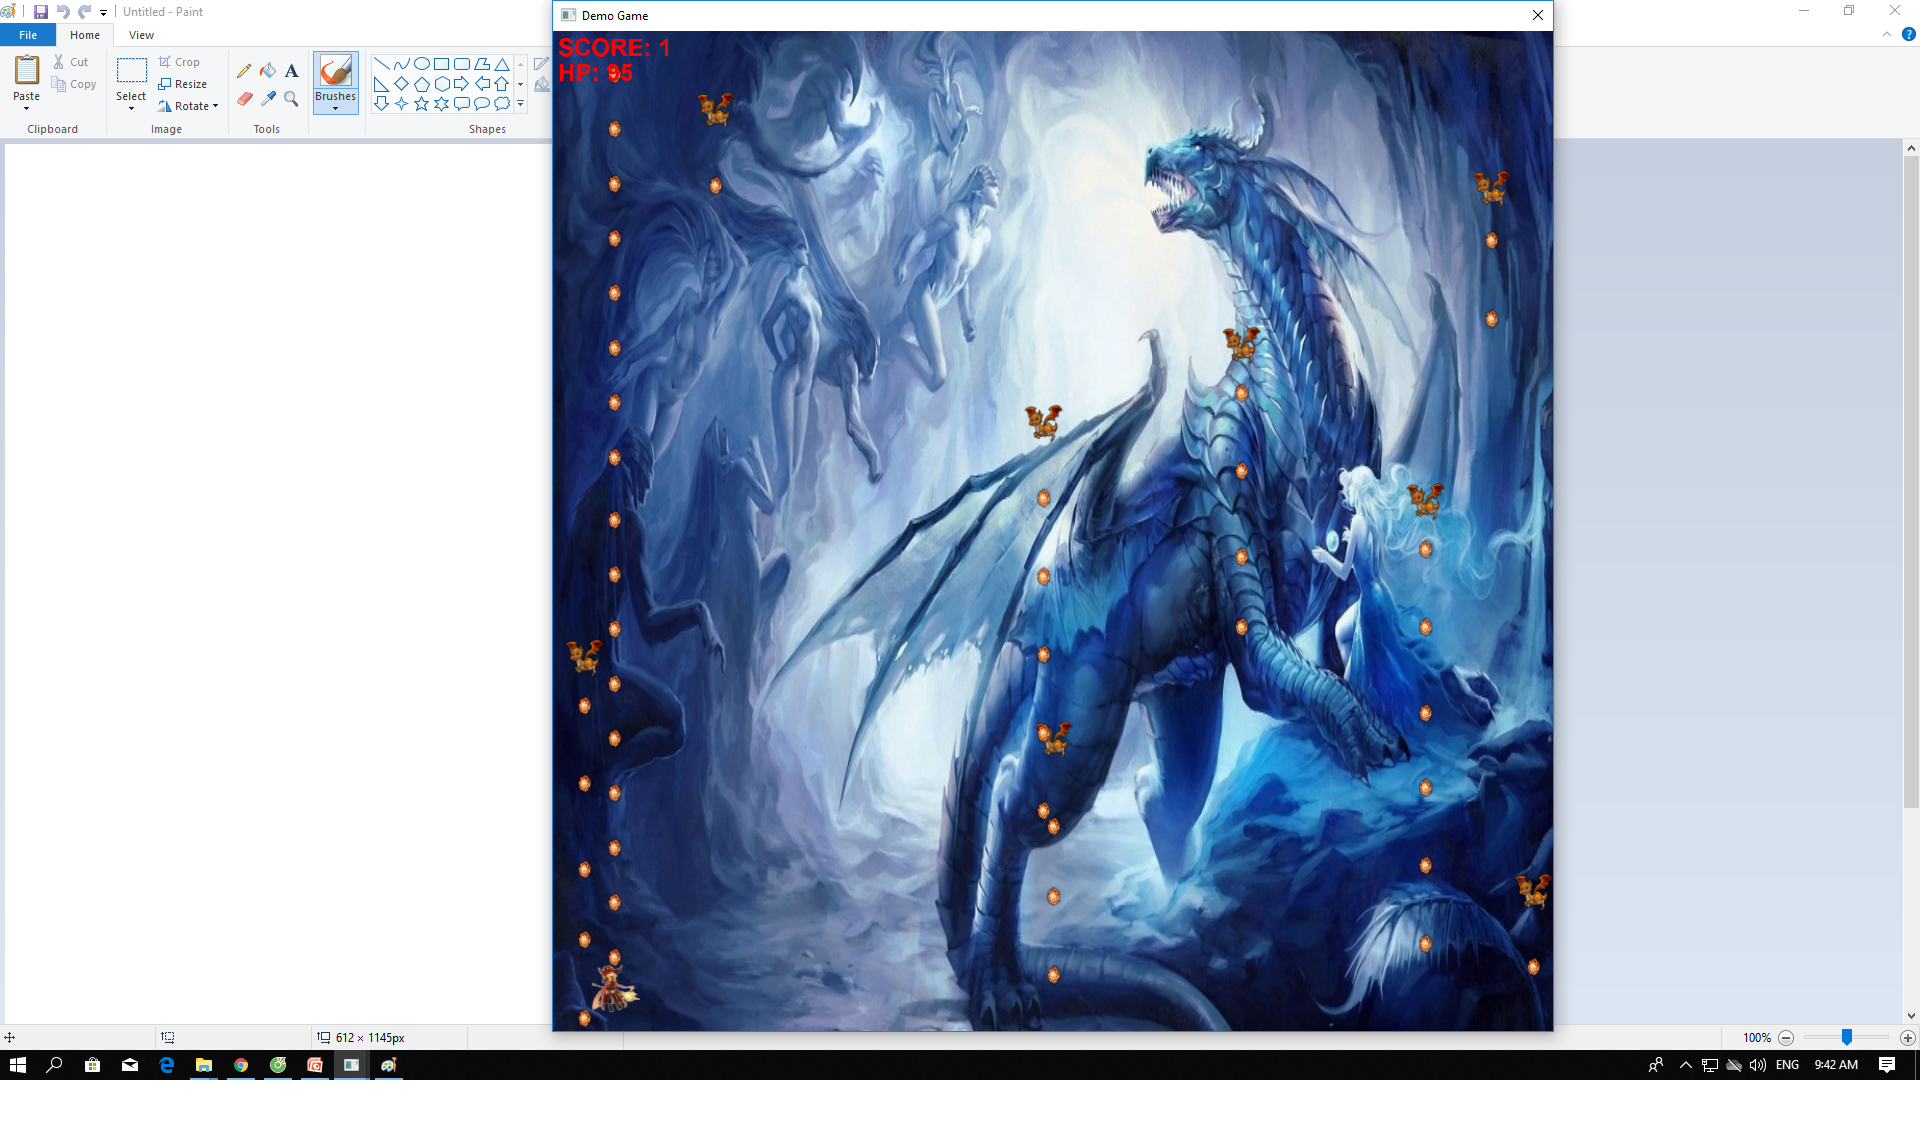 Untitled - Paint
Demo Game
File
Home
View
SCORE: 1
HP: 95
Paste
Cut
Copy
Clipboard
Select
Crop
Resize
Rotate
Image
A
Tools
Brushes
Shapes
?
612 × 1145px
100%
ENG
9:42 AM